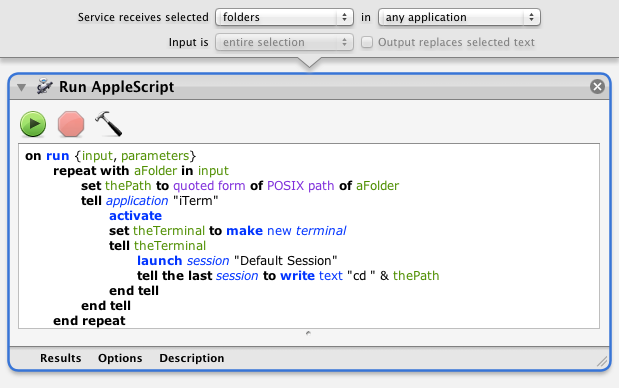 Service receives selected folders in any application
Input is entire selection Output replaces selected text
Run AppleScript
on run {input, parameters}
repeat with aFolder in input
set thePath to quoted form of POSIX path of aFolder
tell application "iTerm"
activate
set theTerminal to make new terminal
tell theTerminal
launch session "Default Session"
tell the last session to write text "cd " & thePath
end tell
end tell
end repeat
Results Options Description